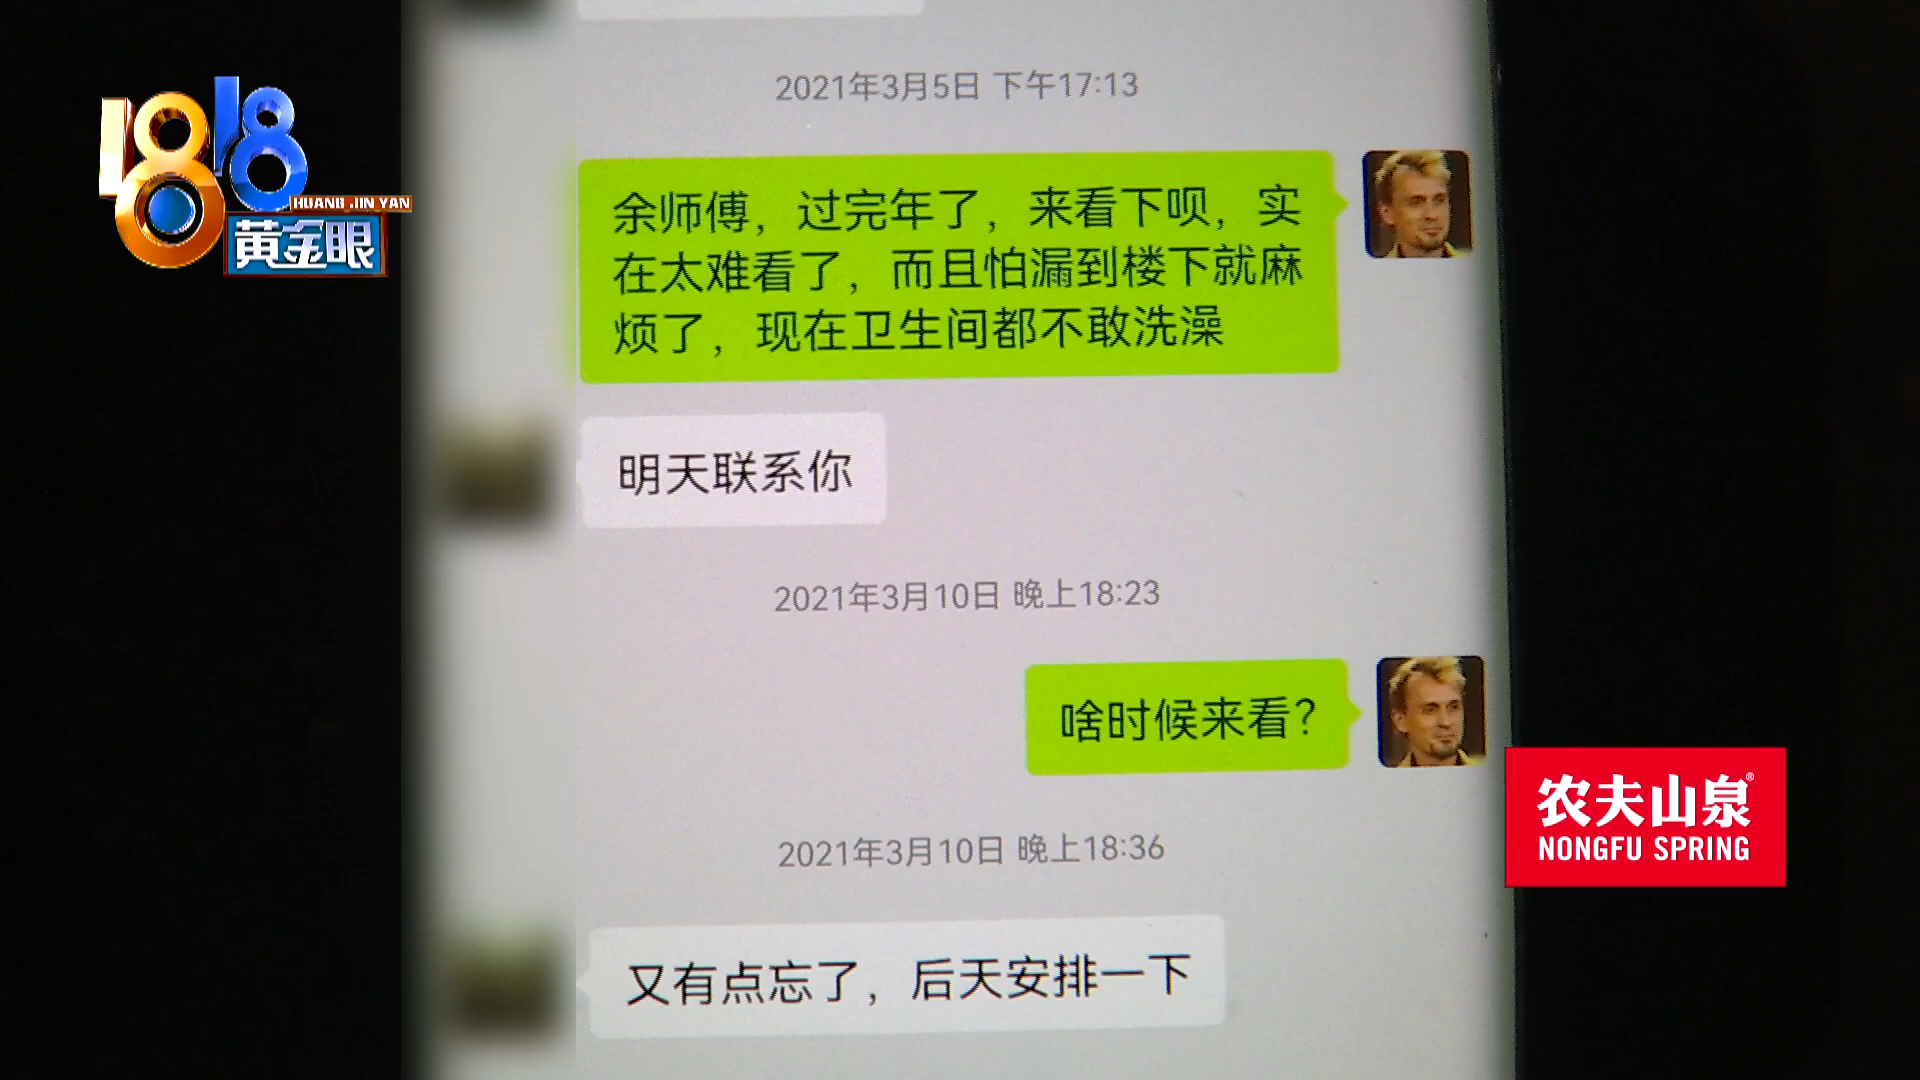 1818
HUANG JIN YAN
黄金眼
2021年3月5日 下午17:13
余师傅，过完年了，来看下呗，实
在太难看了，而且怕漏到楼下就麻
烦了，现在卫生间都不敢洗澡
明天联系你
2021年3月10日 晚上18:23
啥时候来看？
2021年3月10日 晚上18:36
又有点忘了，后天安排一下
农夫山泉®
NONGFU SPRING